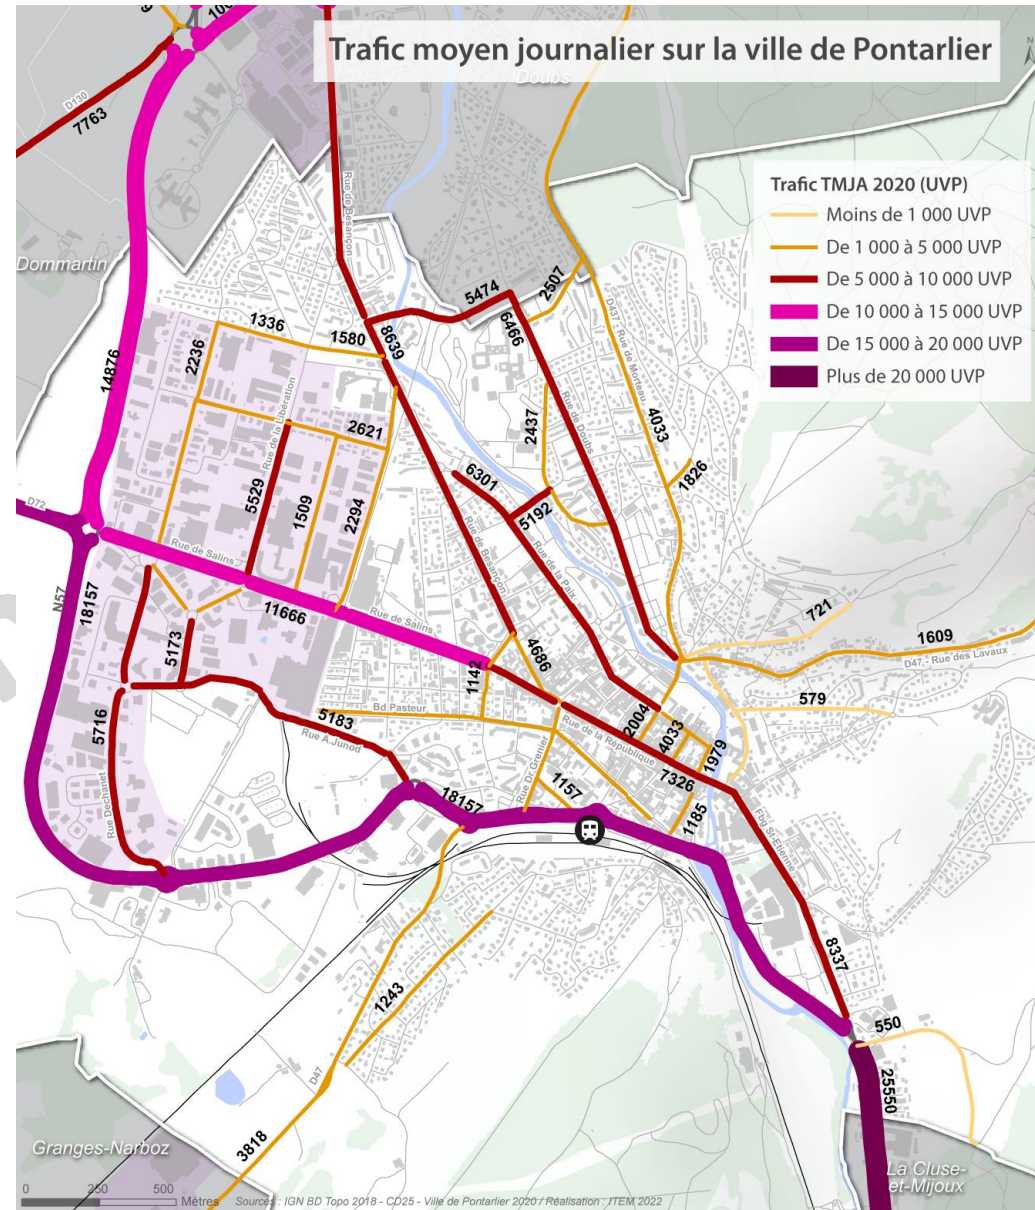 Trafic moyen journalier sur la ville de Pontarlier
Doubs
D130
7763
Dommartin
Trafic TMJA 2020 (UVP)
Moins de 1 000 UVP
De 1 000 à 5 000 UVP
De 5 000 à 10 000 UVP
De 10 000 à 15 000 UVP
De 15 000 à 20 000 UVP
Plus de 20 000 UVP
Rue de Besançon
14876
1336
1580
8639
5474
6466
2507
D437 - Rue de Morteau
2236
Rue de la Libération
2621
2437
Rue de Doubs
4033
1826
5529
1509
2294
6301
5192
D72
Rue de Salins
11666
Rue de Salins
Rue de Besançon
Rue de la Paix
N57
18157
5173
1142
4686
721
1609
D47 - Rue des Lavaux
579
5716
Rue Dechanet
5183
Rue A.Junod
Bd Pasteur
Rue de la République
2004
4033
1979
7326
18157
Rue Dr Grenier
1157
1185
Fbg St-Etienne
8337
550
25550
1243
D47
3818
Granges-Narboz
La Cluse-
et-Mijoux
0 250 500
Mètres
Sources : IGN BD Topo 2018 - CD25 - Ville de Pontarlier 2020 / Réalisation : ITEM 2022